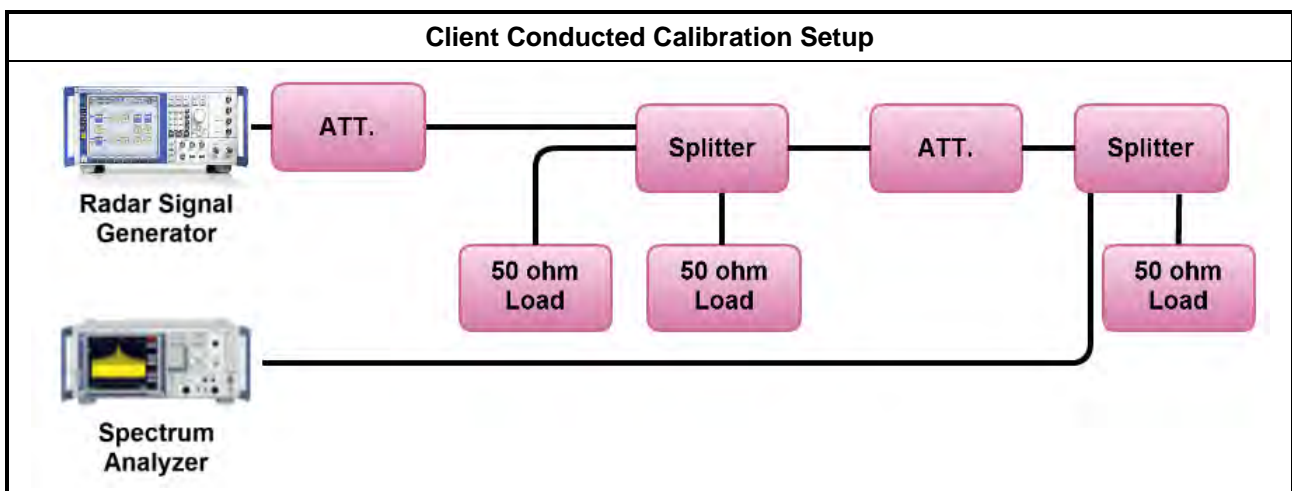 Client Conducted Calibration Setup
ATT.
Splitter
ATT.
Splitter
Radar Signal
Generator
50 ohm
Load
50 ohm
Load
50 ohm
Load
Spectrum
Analyzer